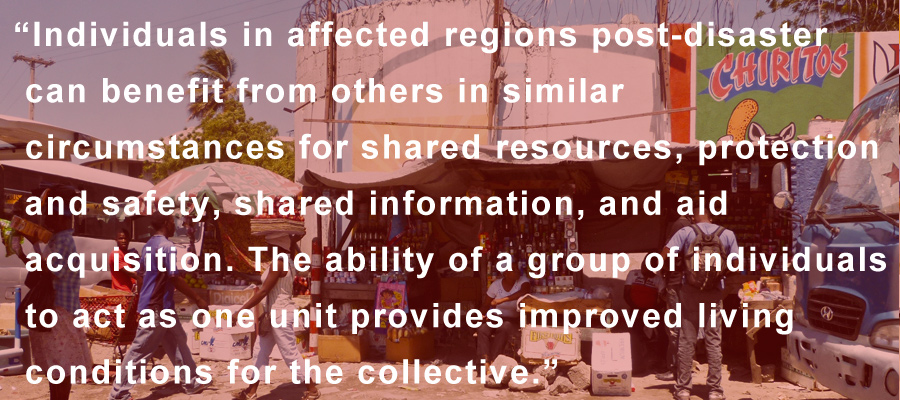 “Individuals in affected regions post-disaster
can benefit from others in similar
circumstances for shared resources, protection
and safety, shared information, and aid
acquisition. The ability of a group of individuals
to act as one unit provides improved living
conditions for the collective.”
CHIRITOS